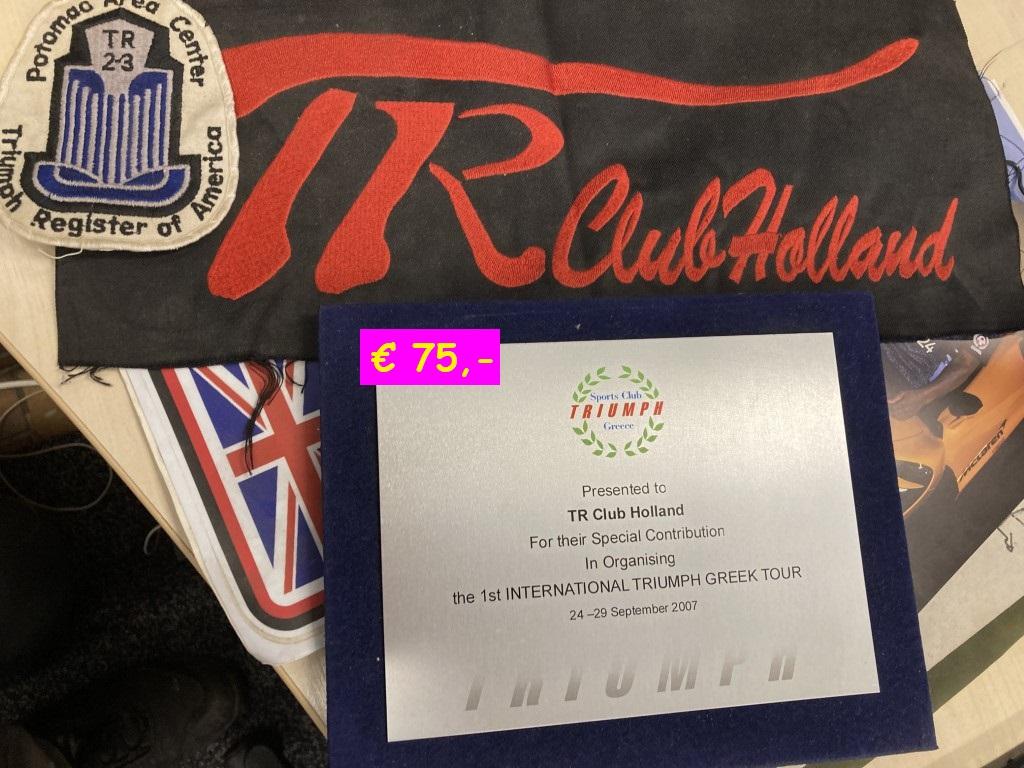 Potomac Area Center
TR
2-3
Triumph Register of America
TR Club Holland
€ 75,-
Sports Club
TRIUMPH
Greece
Presented to
TR Club Holland
For their Special Contribution
In Organising
the 1st INTERNATIONAL TRIUMPH GREEK TOUR
24 –29 September 2007
TRIUMPH
McLaren